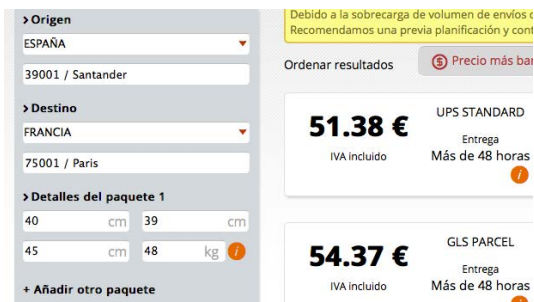 > Origen
ESPAÑA
39001 / Santander
> Destino
FRANCIA
75001 / Paris
> Detalles del paquete 1
40 cm 39 cm
45 cm 48 kg i
+ Añadir otro paquete
Debido a la sobrecarga de volumen de envíos
Recomendamos una previa planificación y
Ordenar resultados
$ Precio más
51.38 €
IVA incluido
UPS STANDARD
Entrega
Más de 48 horas
i
54.37 €
IVA incluido
GLS PARCEL
Entrega
Más de 48 horas